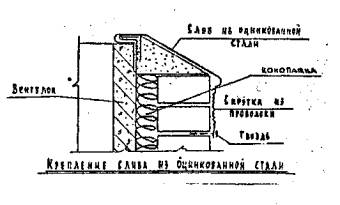 Слив из оцинкованной
стали
конопатка
Вентблок
Скрутка из
проволоки
Гвоздь
Крепление слива из оцинкованной стали